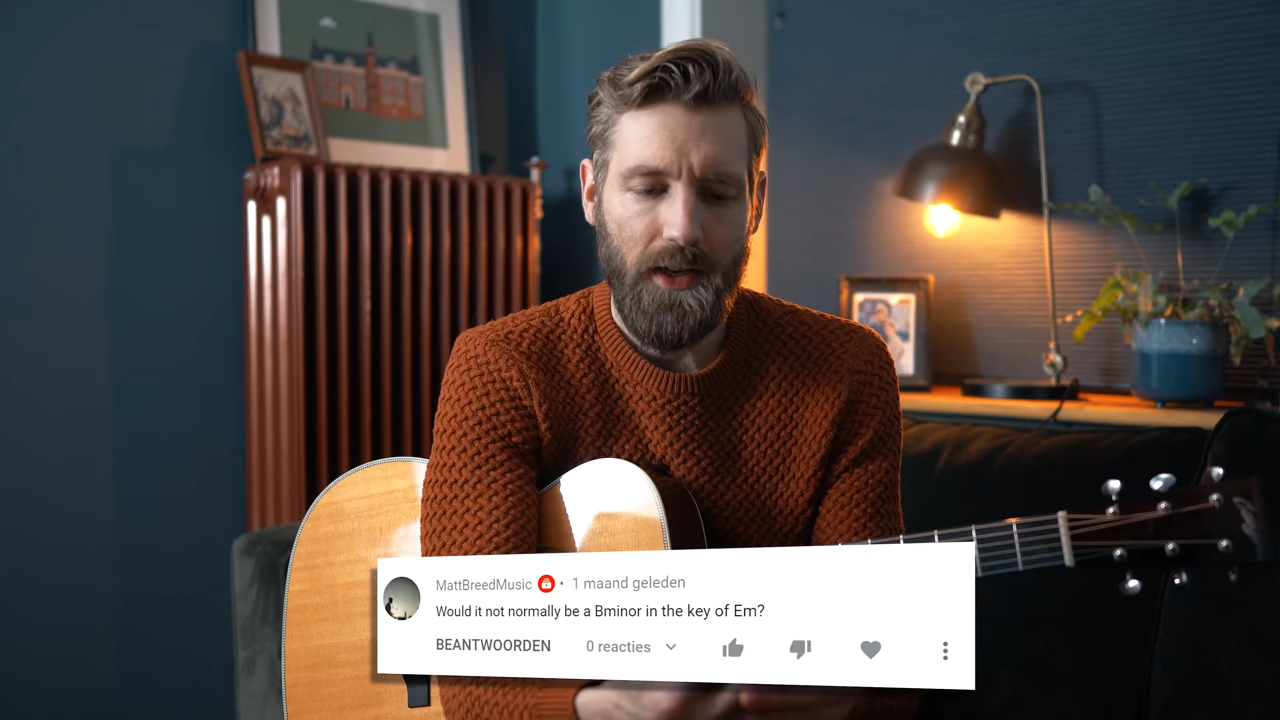 MattBreedMusic · 1 maand geleden
Would it not normally be a Bminor in the key of Em?
BEANTWOORDEN 0 reacties